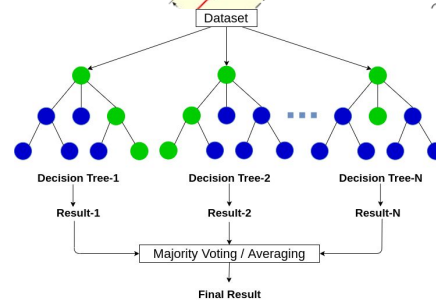 Dataset
Decision Tree-1
Decision Tree-2
Decision Tree-N
Result-1
Result-2
Result-N
Majority Voting / Averaging
Final Result